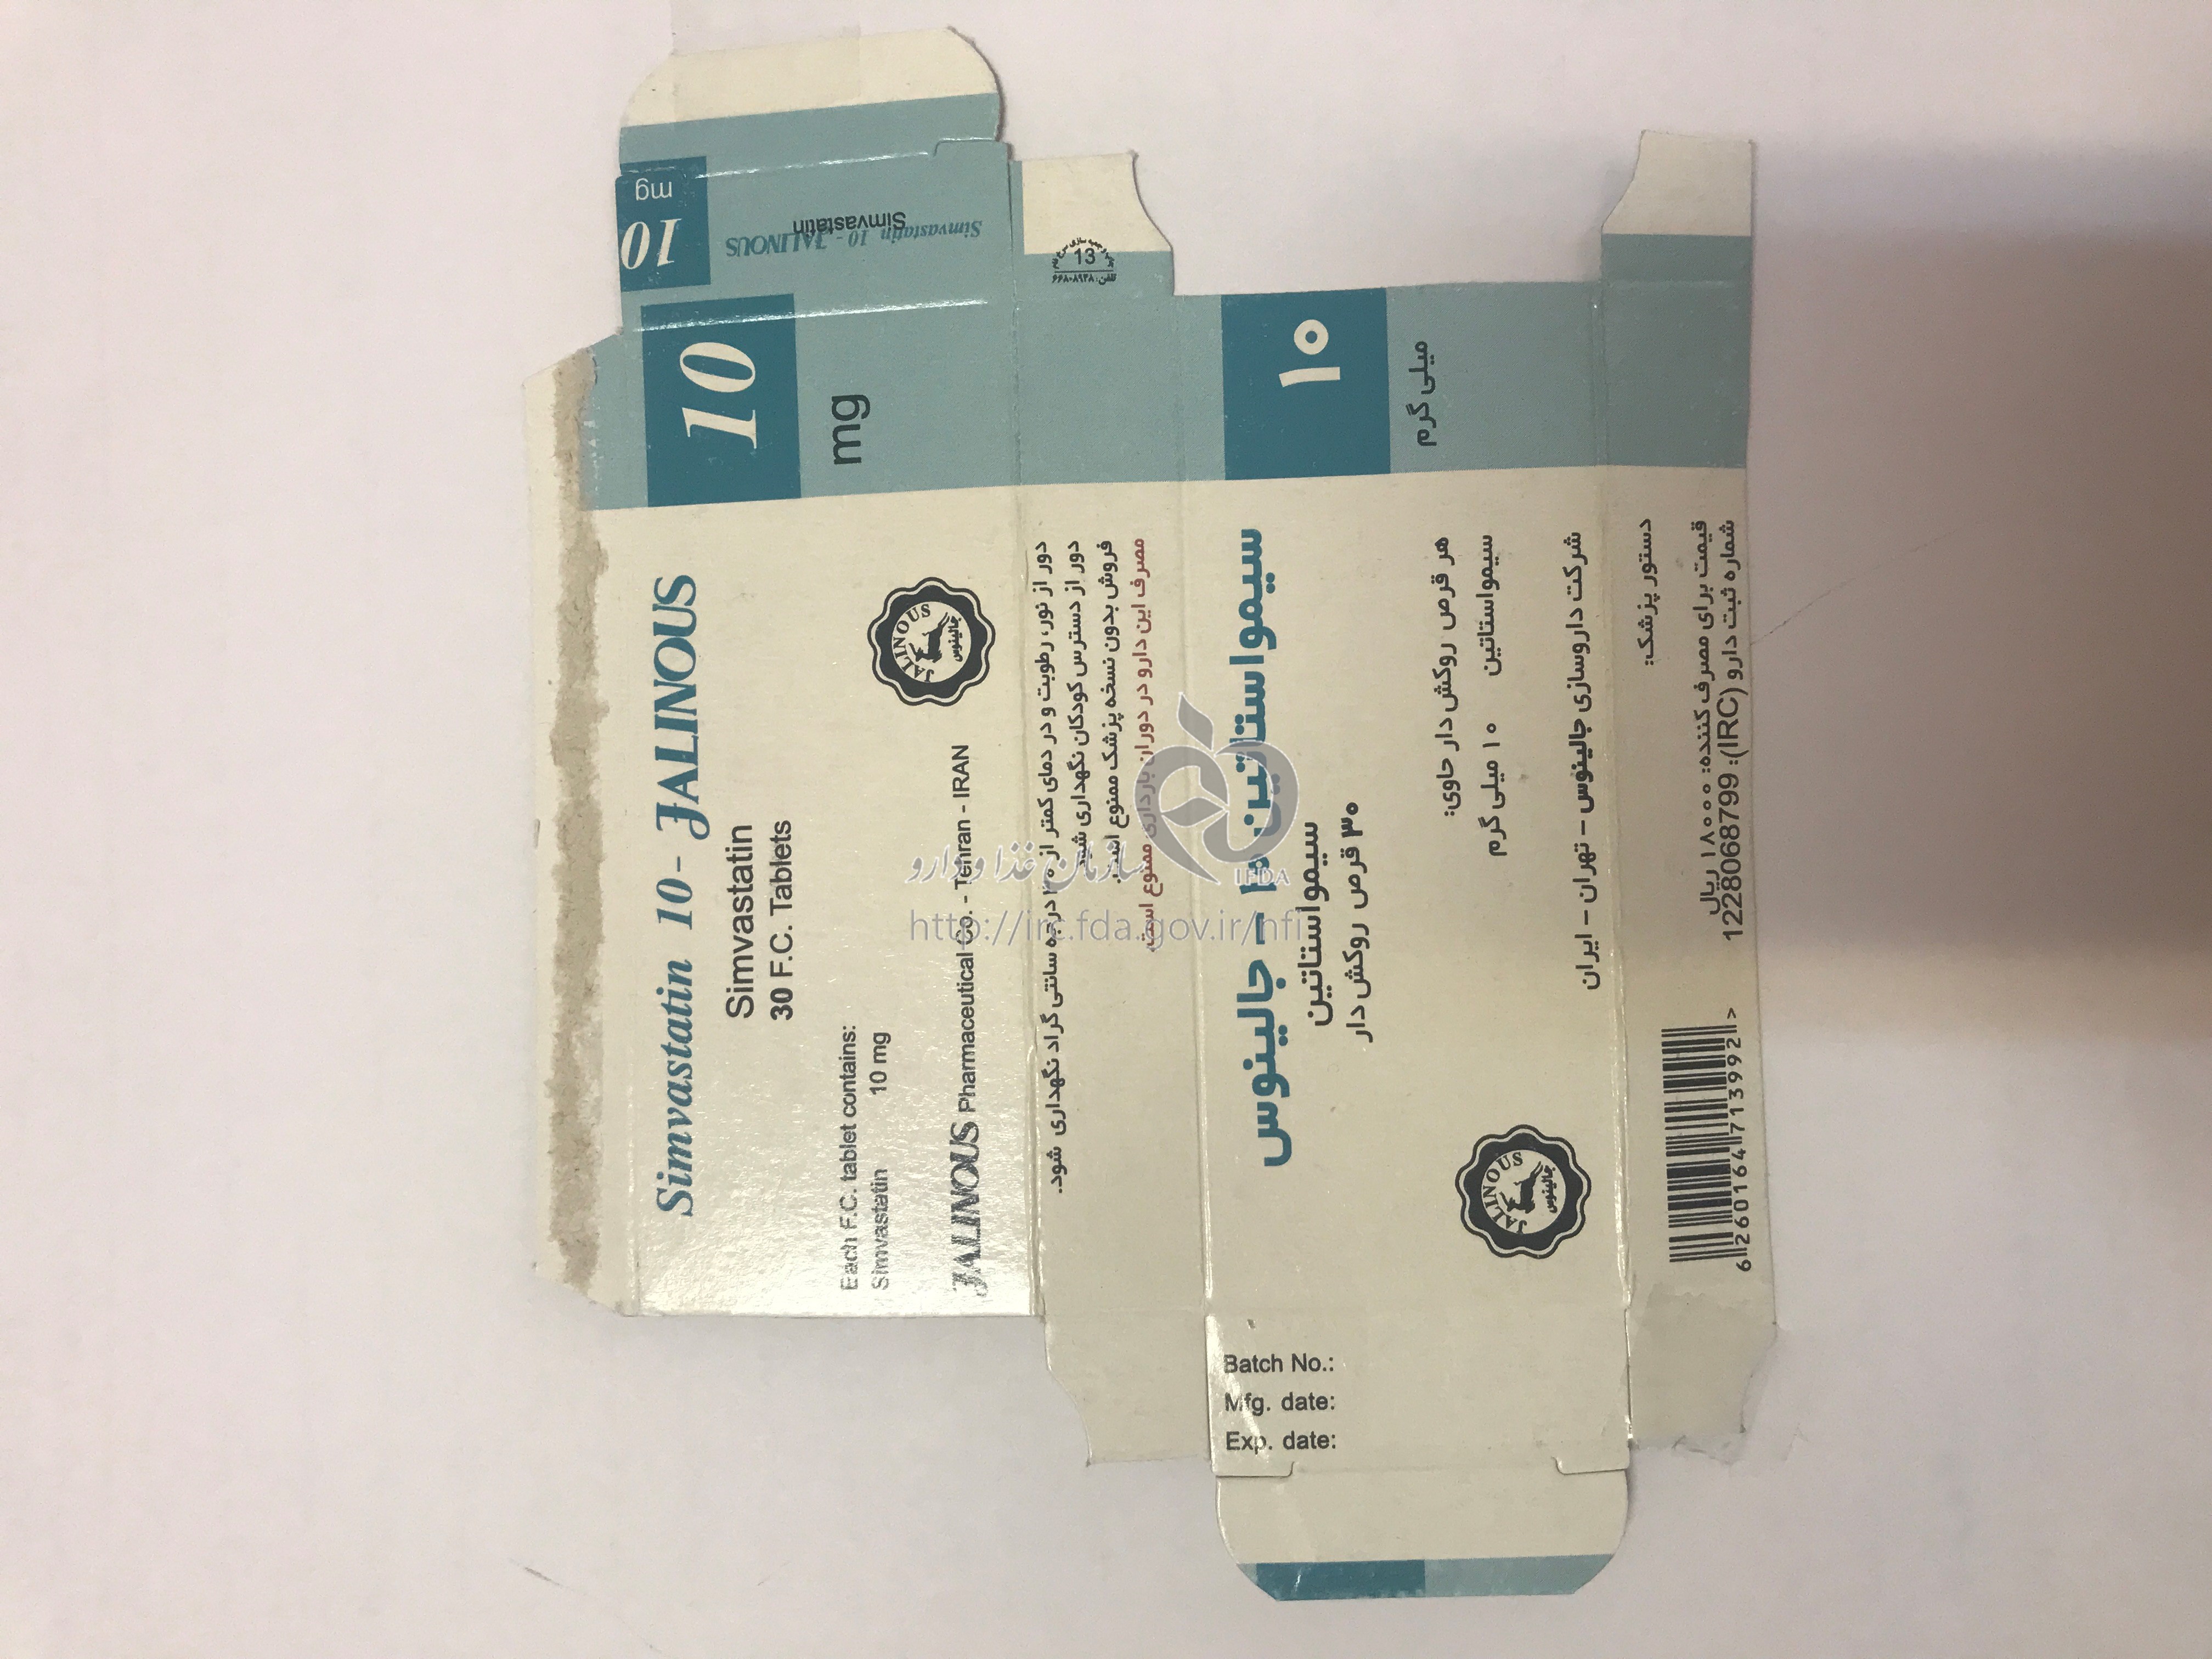 10
mg
Simvastatin 10 - JALINOUS
Simvastatin
10
mg
Simvastatin 10 - JALINOUS
Simvastatin
30 F.C. Tablets
Each F.C. tablet contains:
Simvastatin 10 mg
JALINOUS Pharmaceutical Co. - Tehran - IRAN
JALINOUS
جالینوس
13
تلفن: ۶۶۸۰۸۹۳۸
دور از نور، رطوبت و در دمای کمتر از ۳۰ درجه سانتی گراد نگهداری شود.
دور از دسترس کودکان نگهداری شود
فروش بدون نسخه پزشک ممنوع است.
مصرف این دارو در دوران بارداری ممنوع است.
۱۰
میلی گرم
سیمواستاتین ۱۰ - جالینوس
سیمواستاتین
۳۰ قرص روکش دار
هر قرص روکش دار حاوی:
سیمواستاتین ۱۰ میلی گرم
شرکت داروسازی جالینوس - تهران - ایران
JALINOUS
جالینوس
دستور پزشک:
قیمت برای مصرف کننده: ۱۸۰۰۰ ریال
شماره ثبت دارو (IRC): 1228068799
6 260164 713992 >
Batch No.:
Mfg. date:
Exp. date:
سازمان غذا و دارو
IFDA
http://irc.fda.gov.ir/nfi